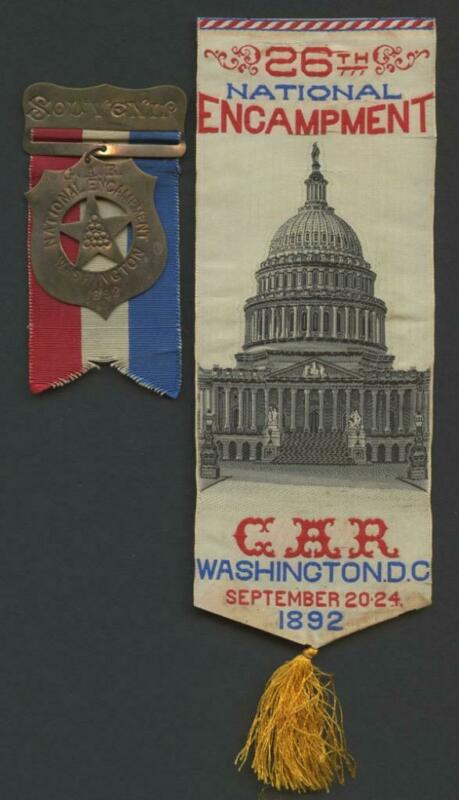 SOUVENIR
G.A.R.
NATIONAL ENCAMPMENT
WASHINGTON
1892
26TH
NATIONAL
ENCAMPMENT
G A R
WASHINGTON.D.C
SEPTEMBER 20-24,
1892